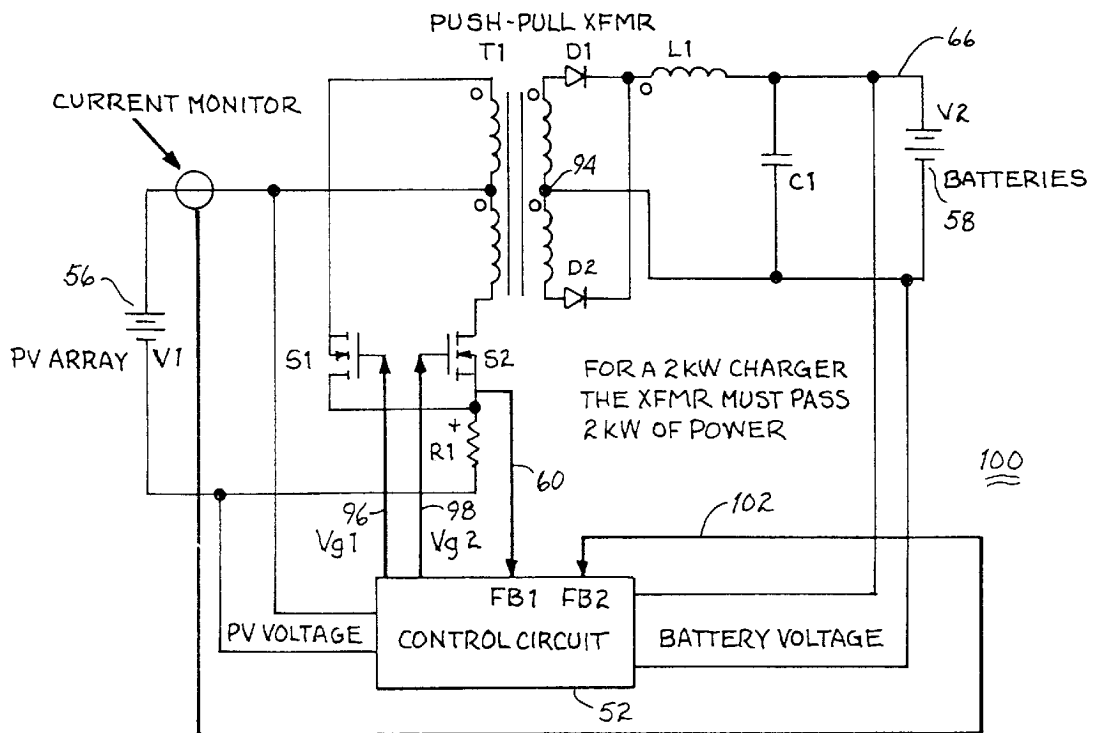 PUSH-PULL XFMR
T1
D1
L1
66
CURRENT MONITOR
V2
94
C1
BATTERIES
58
56
D2
PV ARRAY
V1
S1
S2
FOR A 2KW CHARGER
THE XFMR MUST PASS
2KW OF POWER
+
R1
60
100
96
98
102
Vg1
Vg2
FB1
FB2
PV VOLTAGE
CONTROL CIRCUIT
BATTERY VOLTAGE
52